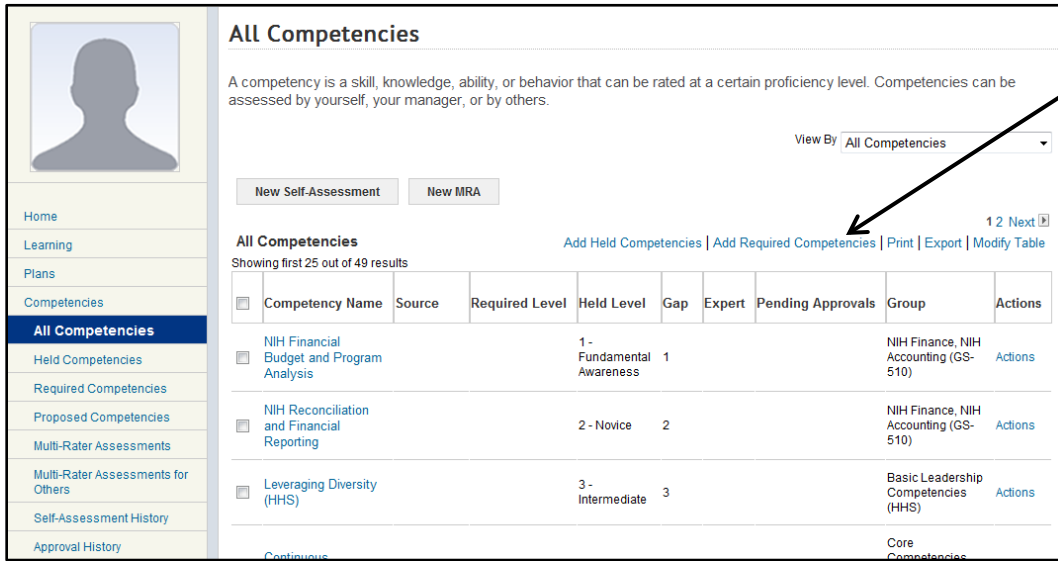 All Competencies
A competency is a skill, knowledge, ability, or behavior that can be rated at a certain proficiency level. Competencies can be
assessed by yourself, your manager, or by others.
View By All Competencies
New Self-Assessment New MRA
Home
Learning
Plans
Competencies
All Competencies
Held Competencies
Required Competencies
Proposed Competencies
Multi-Rater Assessments
Multi-Rater Assessments for
Others
Self-Assessment History
Approval History
1 2 Next
All Competencies Add Held Competencies | Add Required Competencies | Print | Export | Modify Table
Showing first 25 out of 49 results
Competency Name Source Required Level Held Level Gap Expert Pending Approvals Group Actions
NIH Financial
Budget and Program
Analysis
1 -
Fundamental
Awareness
1
NIH Finance, NIH
Accounting (GS-
510)
Actions
NIH Reconciliation
and Financial
Reporting
2 - Novice
2
NIH Finance, NIH
Accounting (GS-
510)
Actions
Leveraging Diversity
(HHS)
3 -
Intermediate
3
Basic Leadership
Competencies
(HHS)
Actions
Continuous
Core
Competencies